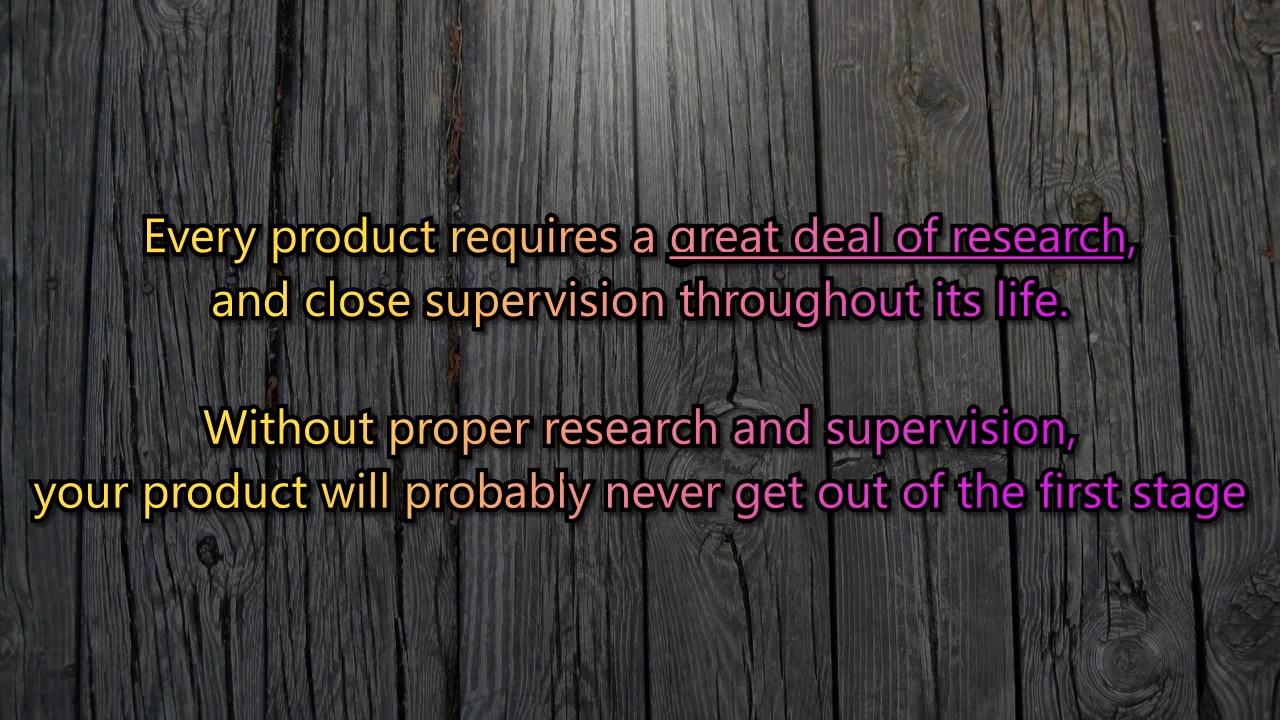 Every product requires a great deal of research,
and close supervision throughout its life.
Without proper research and supervision,
your product will probably never get out of the first stage